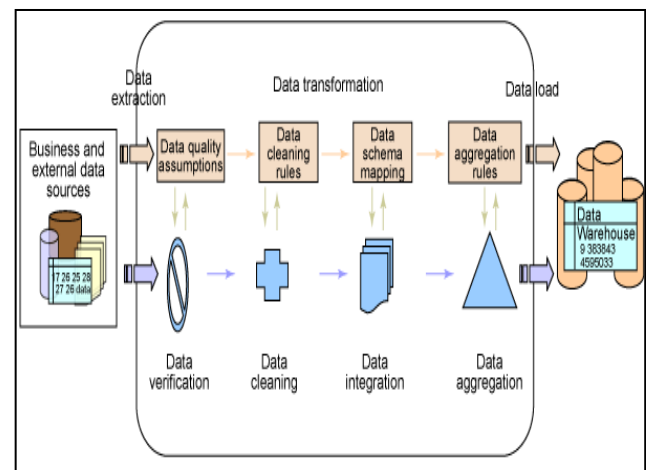 Data
extraction
Data transformation
Data load
Business and
external data
sources
17 26 25 28
27 26 data
Data quality
assumptions
Data
cleaning
rules
Data
schema
mapping
Data
aggregation
rules
Data
Warehouse
9 383843
4595033
Data
verification
Data
cleaning
Data
integration
Data
aggregation